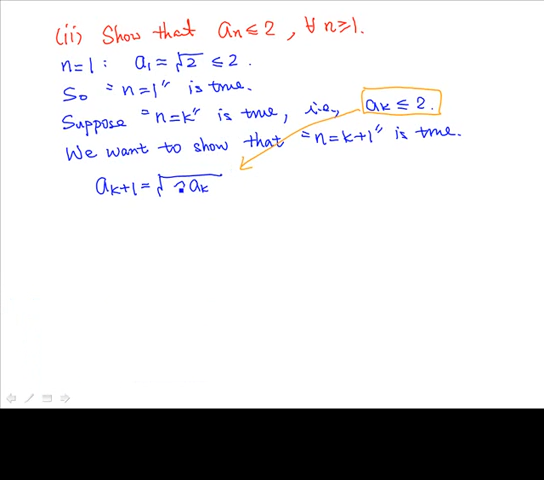 (ii) Show that aₙ ≤ 2, ∀ n ≥ 1.
n=1: a₁ = √2 ≤ 2.
So "n=1" is true.
Suppose "n=k" is true, i.e., aₖ ≤ 2.
We want to show that "n=k+1" is true.
aₖ₊₁ = √2aₖ